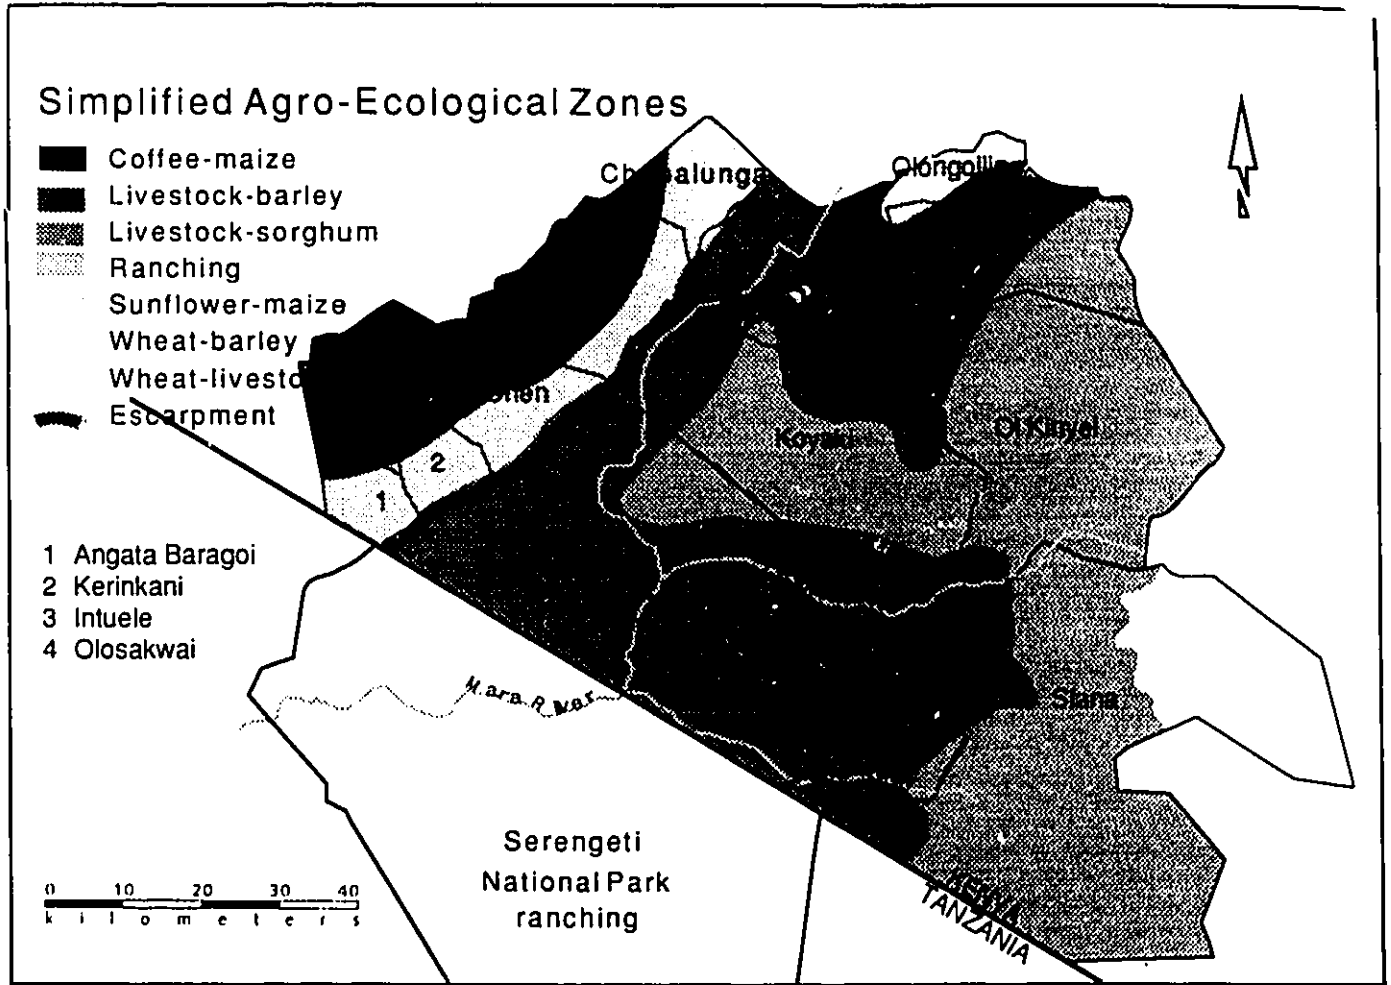 Simplified Agro-Ecological Zones
Coffee-maize
Livestock-barley
Livestock-sorghum
Ranching
Sunflower-maize
Wheat-barley
Escarpment
2
1
1 Angata Baragoi
2 Kerinkani
3 Intuele
4 Olosakwai
Siana
Mara River
Serengeti
National Park
ranching
KENYA
TANZANIA
0 10 20 30 40
kilometers